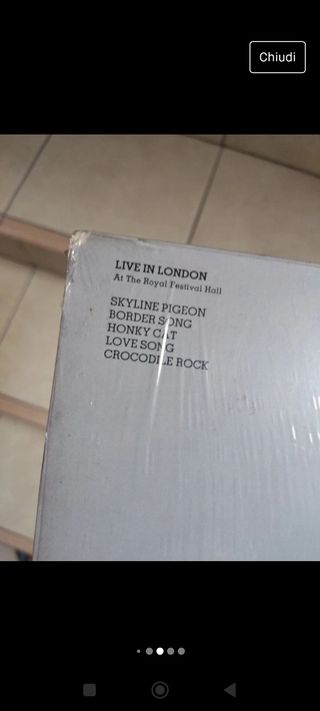 Chiudi
LIVE IN LONDON
At The Royal Festival Hall
SKYLINE PIGEON
BORDER SONG
HONKY CAT
LOVE SONG
CROCODILE ROCK